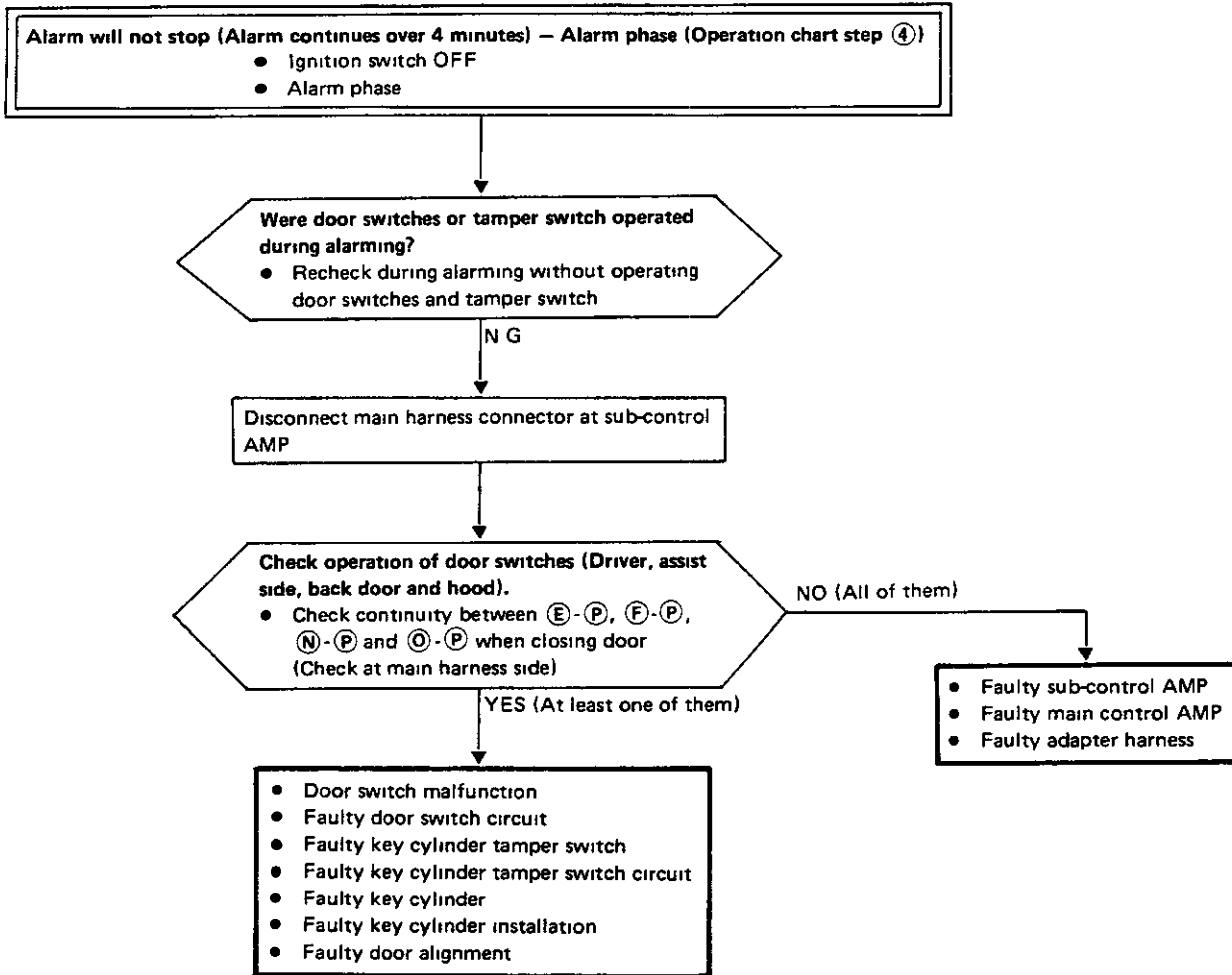 Alarm will not stop (Alarm continues over 4 minutes) – Alarm phase (Operation chart step ④)
● Ignition switch OFF
● Alarm phase
Were door switches or tamper switch operated
during alarming?
● Recheck during alarming without operating
door switches and tamper switch
N G
Disconnect main harness connector at sub-control
AMP
Check operation of door switches (Driver, assist
side, back door and hood).
● Check continuity between Ⓔ-Ⓟ, Ⓕ-Ⓟ,
Ⓝ-Ⓟ and Ⓞ-Ⓟ when closing door
(Check at main harness side)
NO (All of them)
YES (At least one of them)
● Faulty sub-control AMP
● Faulty main control AMP
● Faulty adapter harness
● Door switch malfunction
● Faulty door switch circuit
● Faulty key cylinder tamper switch
● Faulty key cylinder tamper switch circuit
● Faulty key cylinder
● Faulty key cylinder installation
● Faulty door alignment